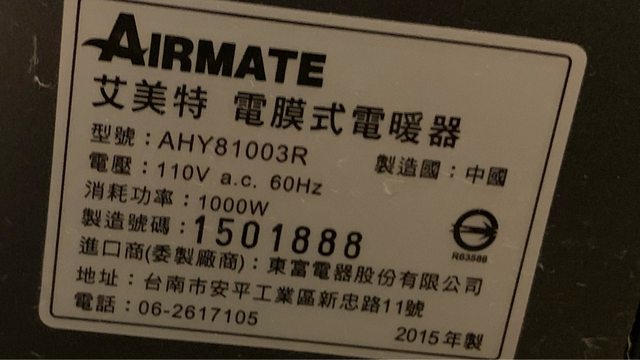 AIRMATE
艾美特 電膜式電暖器
型號：AHY81003R 製造國：中國
電壓：110V a.c. 60Hz
消耗功率：1000W
製造號碼：1501888
R63588
進口商(委製廠商)：東富電器股份有限公司
地址：台南市安平工業區新忠路11號
電話：06-2617105
2015年製